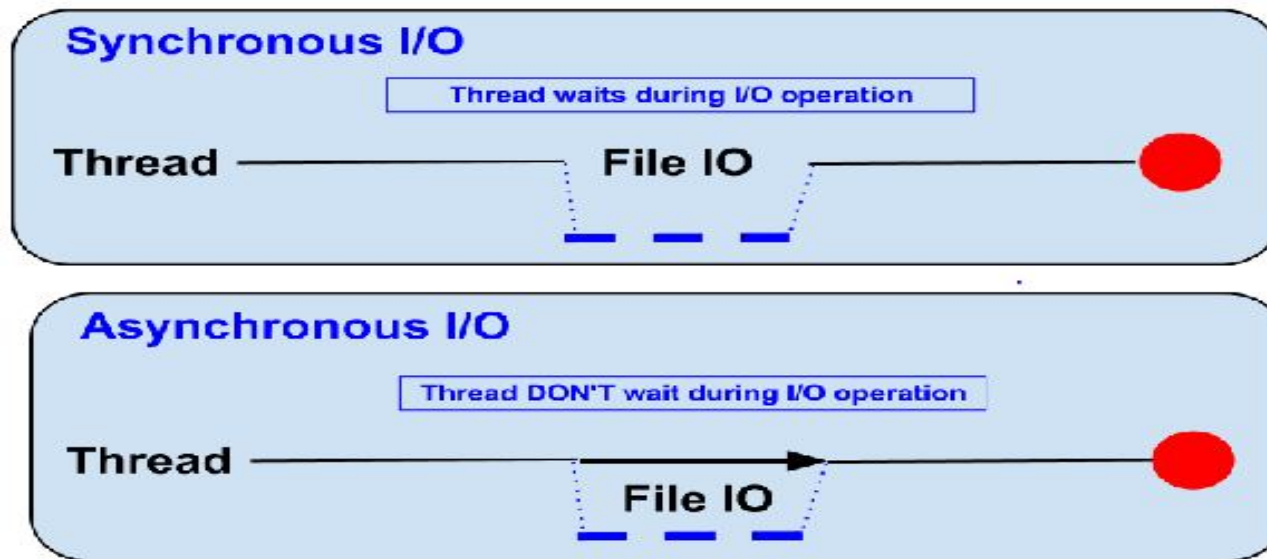 Synchronous I/O
Thread waits during I/O operation
Thread
File IO
Asynchronous I/O
Thread DON'T wait during I/O operation
Thread
File IO